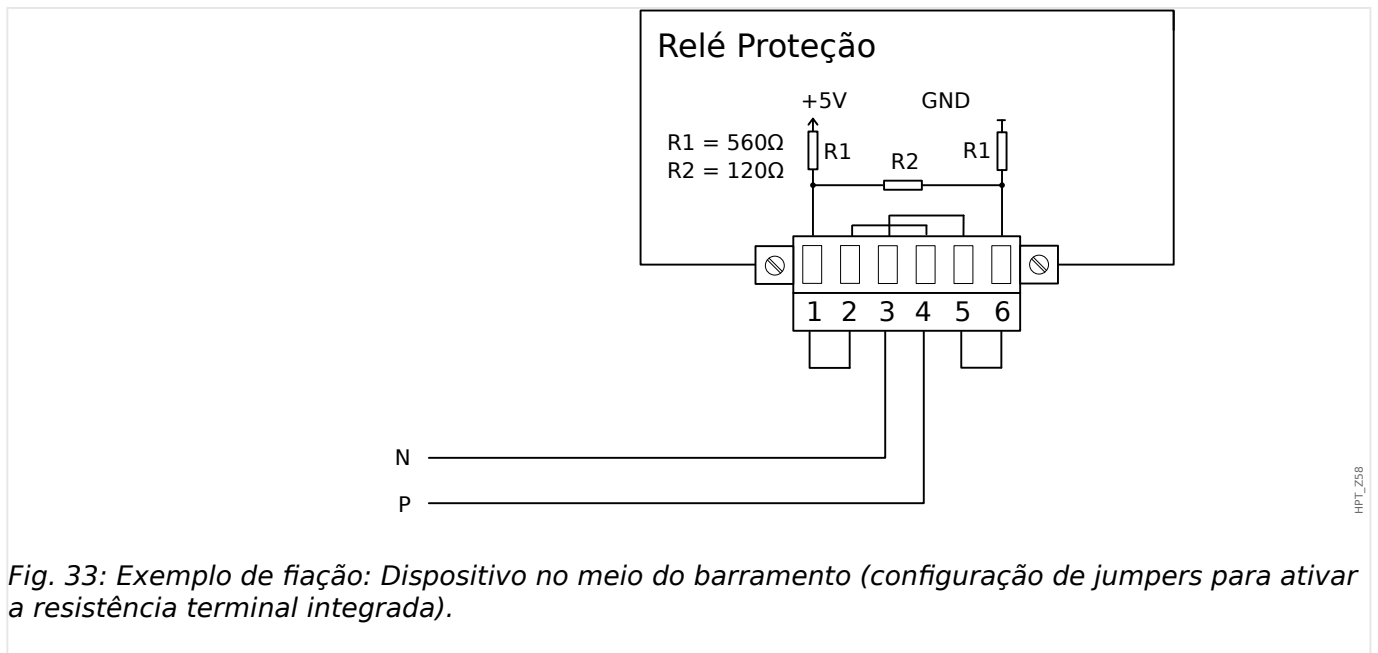 Relé Proteção
+5V GND
R1 = 560Ω
R2 = 120Ω
R1 R2 R1
1 2 3 4 5 6
N
P
HPT_Z58
Fig. 33: Exemplo de fiação: Dispositivo no meio do barramento (configuração de jumpers para ativar
a resistência terminal integrada).